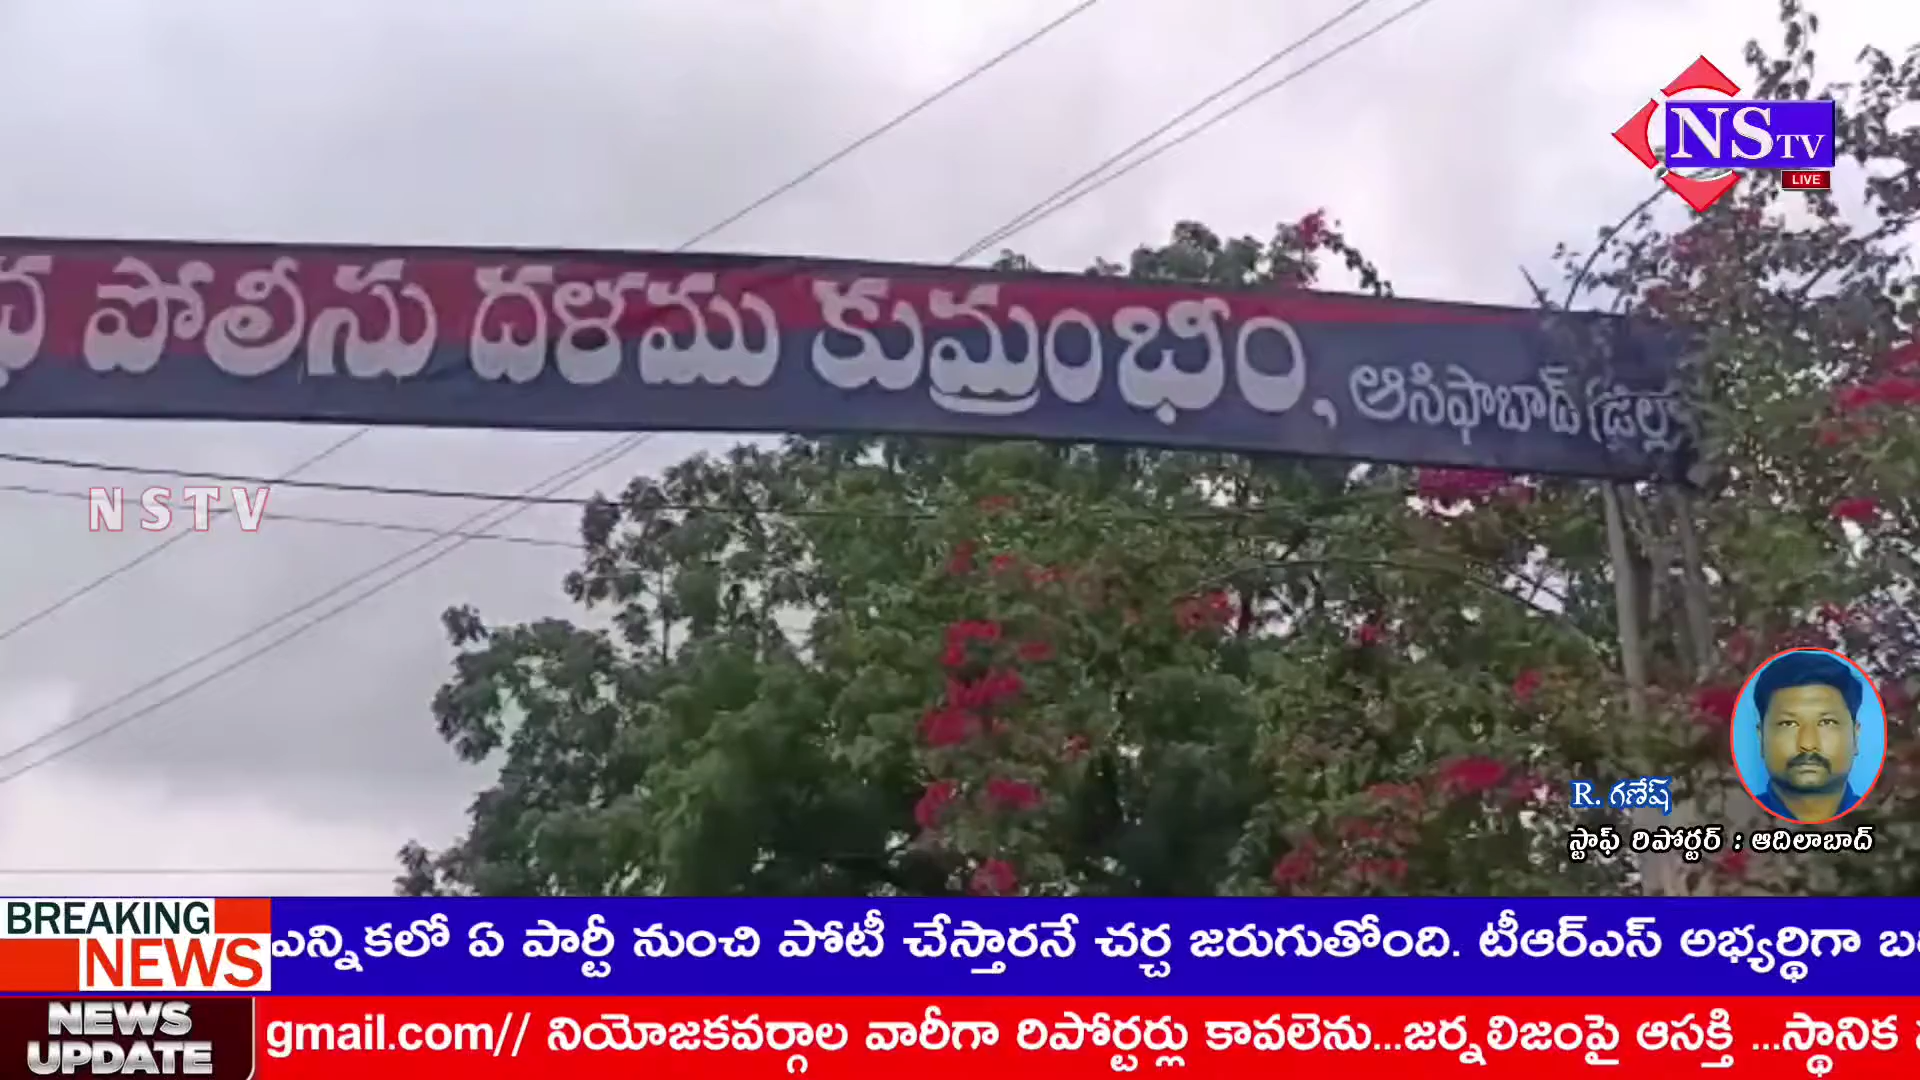 NSTV
LIVE
పోలీసు దళము కుమ్రంభీం, ఆసిఫాబాద్ (జిల్లా
NSTV
R. గణేష్
స్టాఫ్ రిపోర్టర్ : ఆదిలాబాద్
BREAKING
NEWS
ఎన్నికలో ఏ పార్టీ నుంచి పోటీ చేస్తారనే చర్చ జరుగుతోంది. టీఆర్ఎస్ అభ్యర్థిగా
NEWS
UPDATE
gmail.com// నియోజకవర్గాల వారీగా రిపోర్టర్లు కావలెను...జర్నలిజంపై ఆసక్తి ...స్థానిక